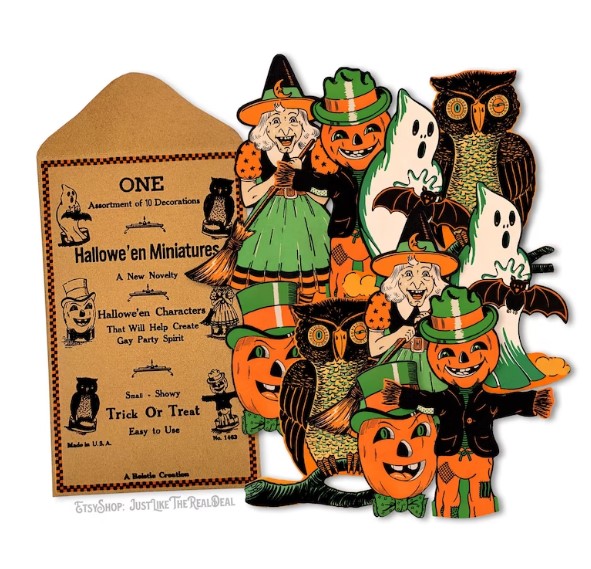 ONE
Assortment of 10 Decorations
Hallowe'en Miniatures
A New Novelty
Hallowe'en Characters
That Will Help Create
Gay Party Spirit
Small - Showy
Trick Or Treat
Easy to Use
Made in U.S.A.
No. 1463
A Beistle Creation
EtsyShop: JustLikeTheRealDeal